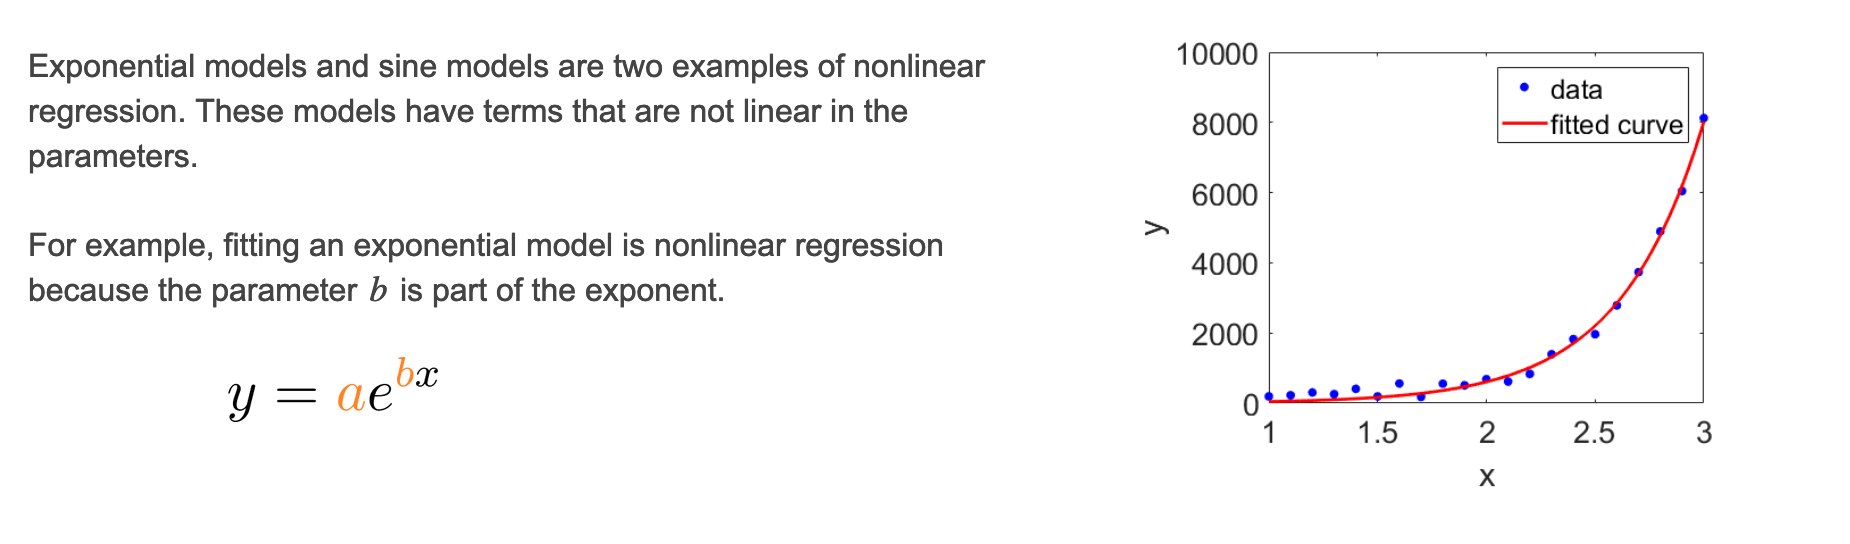 Exponential models and sine models are two examples of nonlinear
regression. These models have terms that are not linear in the
parameters.
For example, fitting an exponential model is nonlinear regression
because the parameter b is part of the exponent.
y = ae^{bx}
10000
8000
6000
4000
2000
0
y
data
fitted curve
1 1.5 2 2.5 3
x